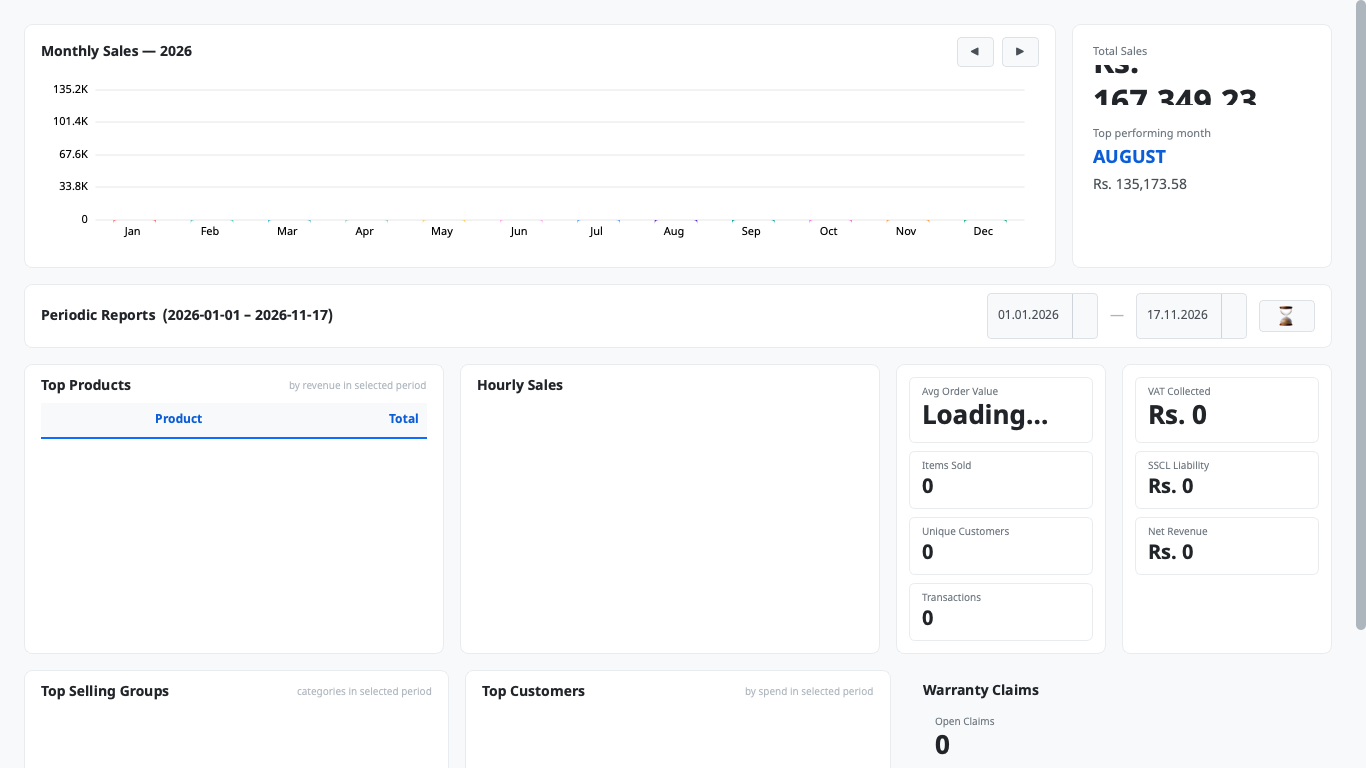 Monthly Sales — 2026
◀ ▶
135.2K
101.4K
67.6K
33.8K
0
Jan Feb Mar Apr May Jun Jul Aug Sep Oct Nov Dec
Total Sales
Rs.
167,349.23
Top performing month
AUGUST
Rs. 135,173.58
Periodic Reports (2026-01-01 – 2026-11-17)
01.01.2026 — 17.11.2026
Top Products
by revenue in selected period
Product Total
Hourly Sales
Avg Order Value
Loading...
Items Sold
0
Unique Customers
0
Transactions
0
VAT Collected
Rs. 0
SSCL Liability
Rs. 0
Net Revenue
Rs. 0
Top Selling Groups
categories in selected period
Top Customers
by spend in selected period
Warranty Claims
Open Claims
0